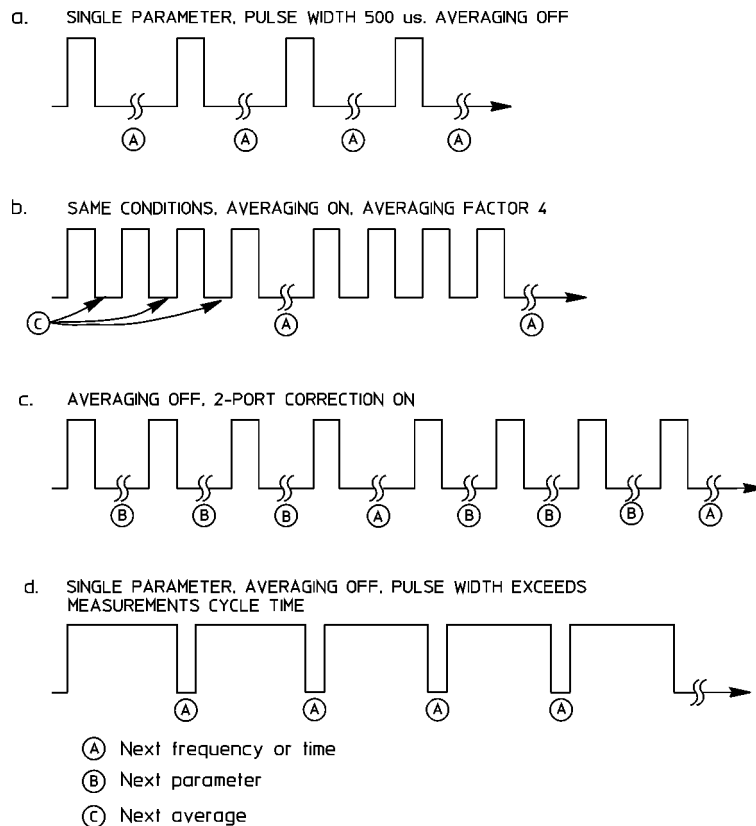 a. SINGLE PARAMETER, PULSE WIDTH 500 us. AVERAGING OFF
A A A A
b. SAME CONDITIONS, AVERAGING ON, AVERAGING FACTOR 4
C A A
c. AVERAGING OFF, 2-PORT CORRECTION ON
B B B A B B B A
d. SINGLE PARAMETER, AVERAGING OFF, PULSE WIDTH EXCEEDS
MEASUREMENTS CYCLE TIME
A A A A
A Next frequency or time
B Next parameter
C Next average